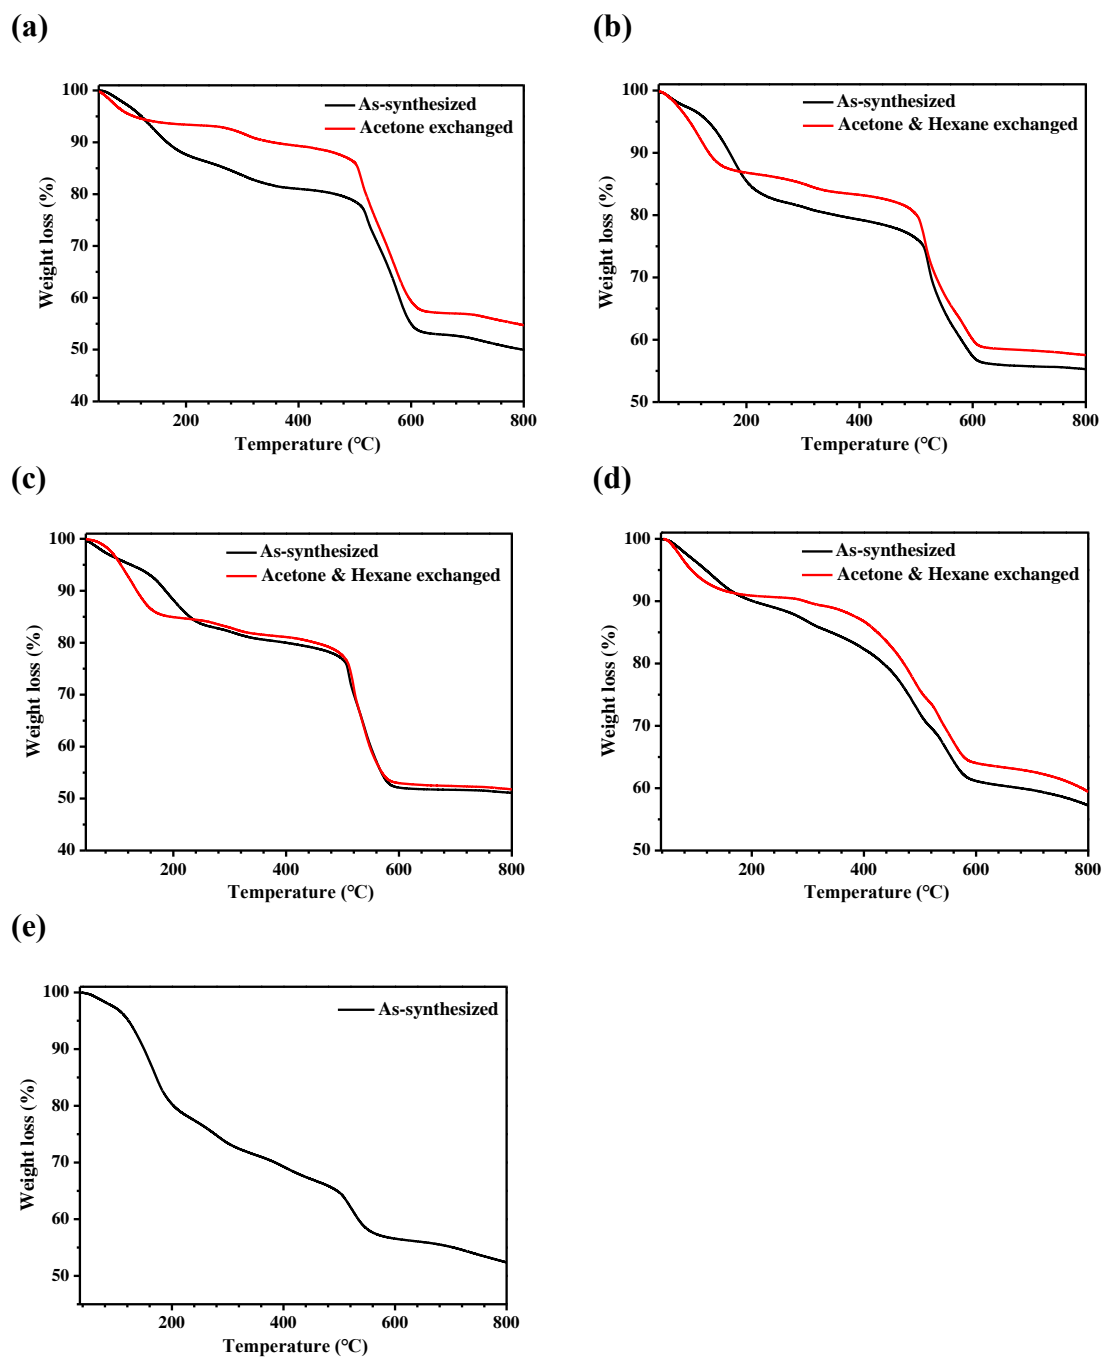 (a)
(b)
100
90
80
70
60
50
40
200
400
600
800
Weight loss (%)
Temperature (°C)
As-synthesized
Acetone exchanged
100
90
80
70
60
50
200
400
600
800
Weight loss (%)
Temperature (°C)
As-synthesized
Acetone & Hexane exchanged
(c)
(d)
100
90
80
70
60
50
40
200
400
600
800
Weight loss (%)
Temperature (°C)
As-synthesized
Acetone & Hexane exchanged
100
90
80
70
60
50
200
400
600
800
Weight loss (%)
Temperature (°C)
As-synthesized
Acetone & Hexane exchanged
(e)
100
90
80
70
60
50
200
400
600
800
Weight loss (%)
Temperature (°C)
As-synthesized